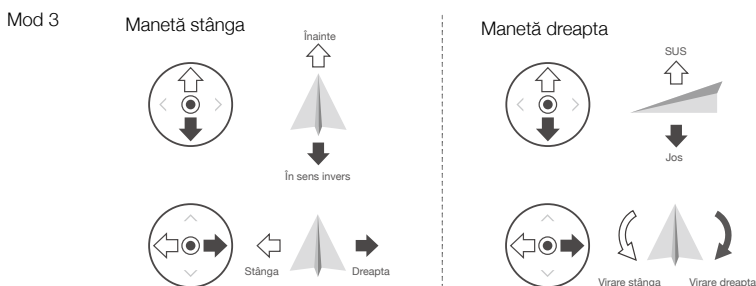 Mod 3
Manetă stânga
Înainte
În sens invers
Stânga
Dreapta
Manetă dreapta
SUS
Jos
Virare stânga
Virare dreapta